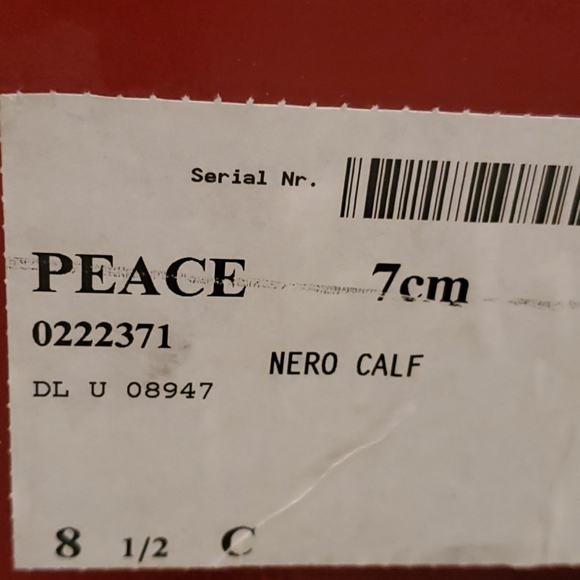 Serial Nr.
PEACE 7cm
0222371
NERO CALF
DL U 08947
8 1/2 C